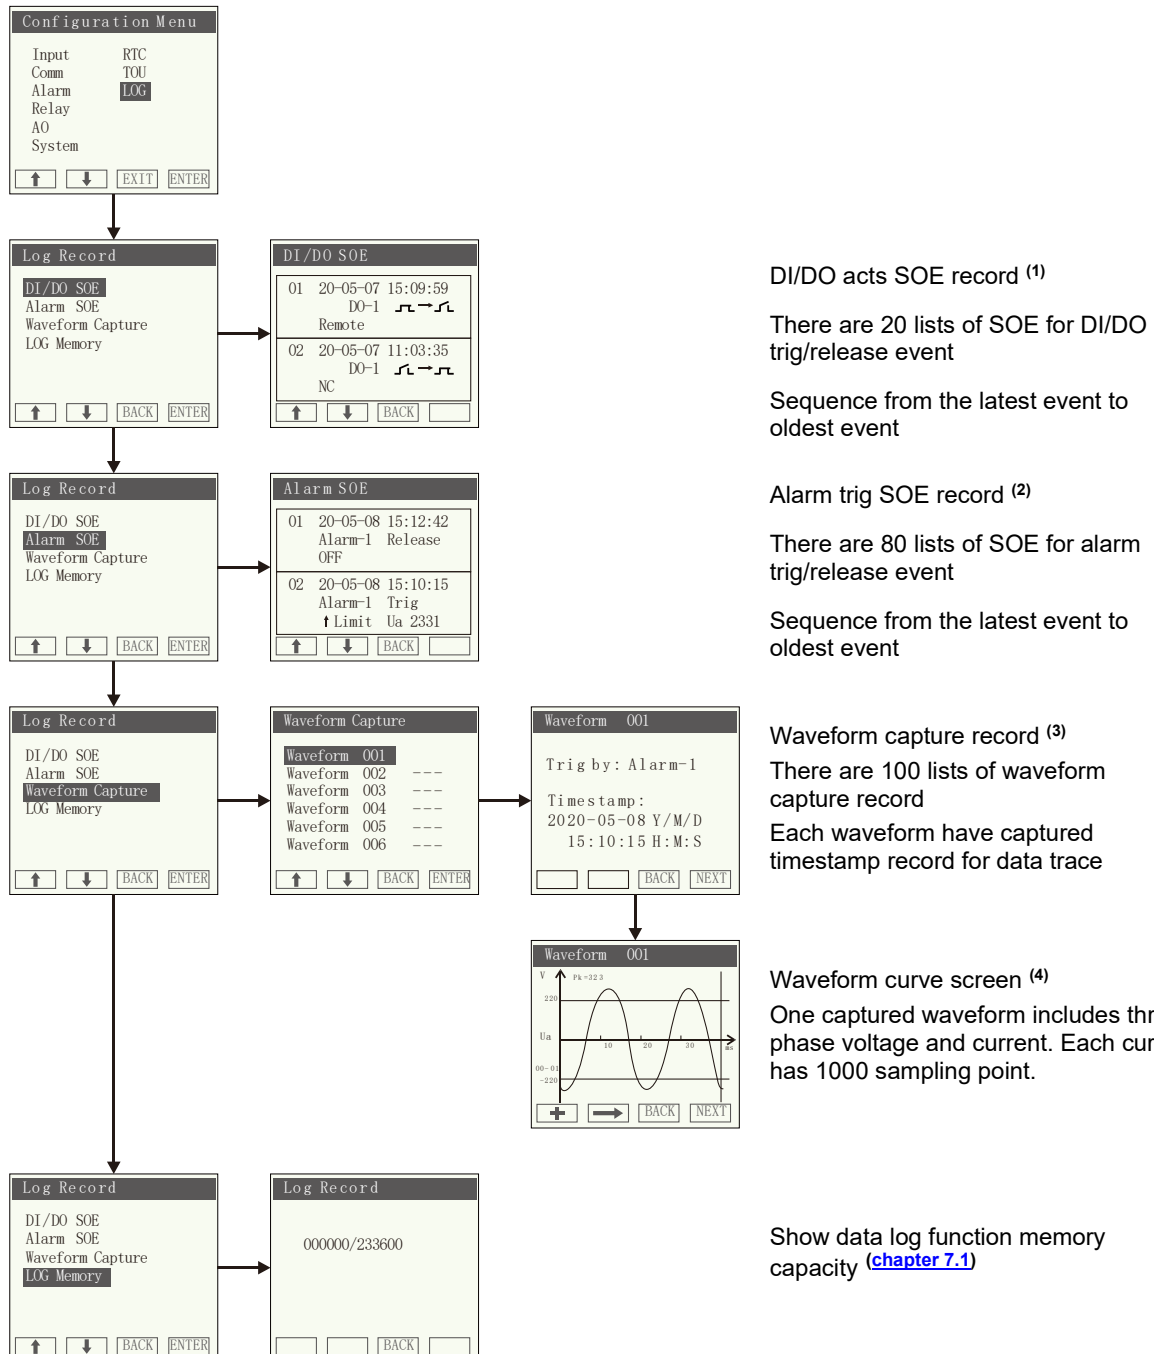 Configuration Menu
Input RTC
Comm TOU
Alarm LOG
Relay
AO
System
EXIT ENTER
Log Record
DI/DO SOE
Alarm SOE
Waveform Capture
LOG Memory
BACK ENTER
DI/DO SOE
01 20-05-07 15:09:59
DO-1
Remote
02 20-05-07 11:03:35
DO-1
NC
BACK
DI/DO acts SOE record (1)
There are 20 lists of SOE for DI/DO
trig/release event
Sequence from the latest event to
oldest event
Log Record
DI/DO SOE
Alarm SOE
Waveform Capture
LOG Memory
BACK ENTER
Alarm SOE
01 20-05-08 15:12:42
Alarm-1 Release
OFF
02 20-05-08 15:10:15
Alarm-1 Trig
Limit Ua 2331
BACK
Alarm trig SOE record (2)
There are 80 lists of SOE for alarm
trig/release event
Sequence from the latest event to
oldest event
Log Record
DI/DO SOE
Alarm SOE
Waveform Capture
LOG Memory
BACK ENTER
Waveform Capture
Waveform 001
Waveform 002 ---
Waveform 003 ---
Waveform 004 ---
Waveform 005 ---
Waveform 006 ---
BACK ENTER
Waveform 001
Trig by: Alarm-1
Timestamp:
2020-05-08 Y/M/D
15:10:15 H:M:S
BACK NEXT
Waveform capture record (3)
There are 100 lists of waveform
capture record
Each waveform have captured
timestamp record for data trace
Waveform 001
V Pk=323
220
Ua
10 20 30 ms
00-01
-220
BACK NEXT
Waveform curve screen (4)
One captured waveform includes
phase voltage and current. Each
has 1000 sampling point.
Log Record
DI/DO SOE
Alarm SOE
Waveform Capture
LOG Memory
BACK ENTER
Log Record
000000/233600
BACK
Show data log function memory
capacity (chapter 7.1)